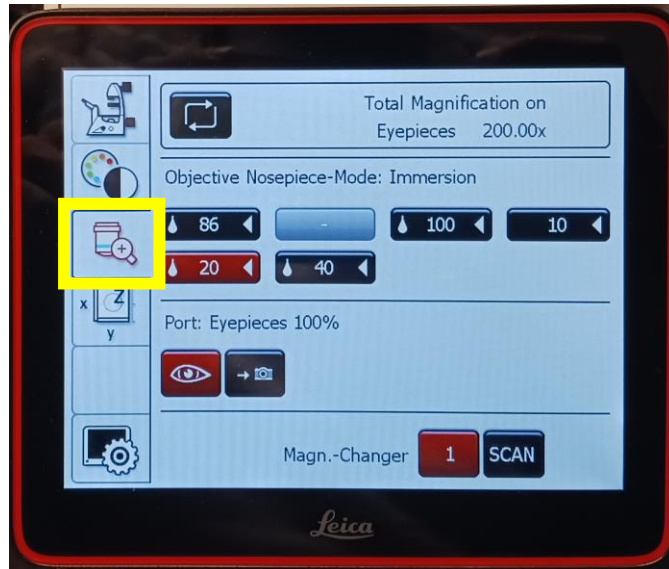 Total Magnification on
Eyepieces 200.00x
Objective Nosepiece-Mode: Immersion
86 - 100 10
20 40
Z
x
y
Port: Eyepieces 100%
Magn.-Changer 1 SCAN
Leica